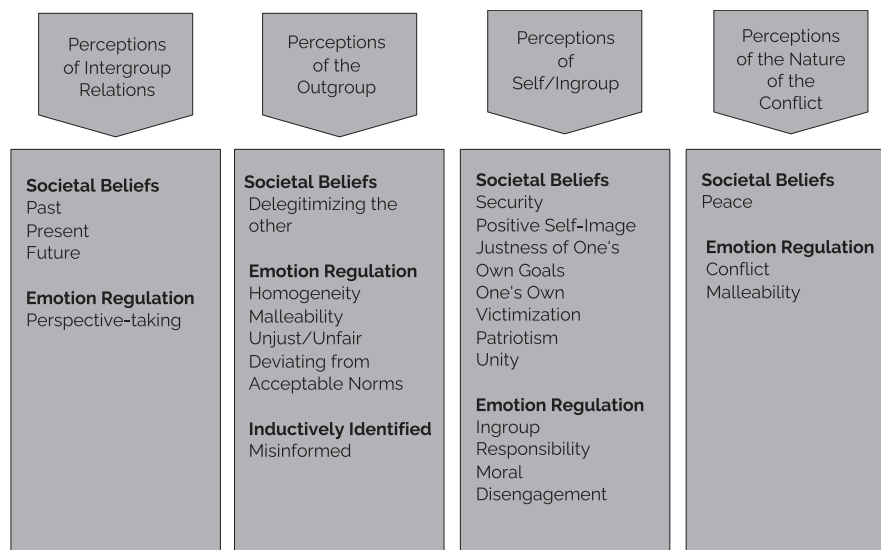 Perceptions
of Intergroup
Relations
Societal Beliefs
Past
Present
Future
Emotion Regulation
Perspective-taking
Perceptions
of the
Outgroup
Societal Beliefs
Delegitimizing the
other
Emotion Regulation
Homogeneity
Malleability
Unjust/Unfair
Deviating from
Acceptable Norms
Inductively Identified
Misinformed
Perceptions
of
Self/Ingroup
Societal Beliefs
Security
Positive Self-Image
Justness of One's
Own Goals
One's Own
Victimization
Patriotism
Unity
Emotion Regulation
Ingroup
Responsibility
Moral
Disengagement
Perceptions
of the Nature
of the
Conflict
Societal Beliefs
Peace
Emotion Regulation
Conflict
Malleability